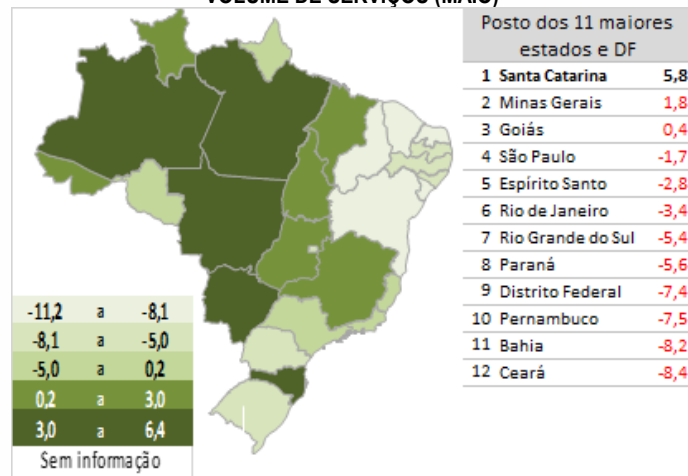 VOLUME DE SERVIÇOS (MAIO)
Posto dos 11 maiores
estados e DF
1 Santa Catarina 5,8
2 Minas Gerais 1,8
3 Goiás 0,4
4 São Paulo -1,7
5 Espírito Santo -2,8
6 Rio de Janeiro -3,4
7 Rio Grande do Sul -5,4
8 Paraná -5,6
9 Distrito Federal -7,4
10 Pernambuco -7,5
11 Bahia -8,2
12 Ceará -8,4
-11,2 a -8,1
-8,1 a -5,0
-5,0 a 0,2
0,2 a 3,0
3,0 a 6,4
Sem informação